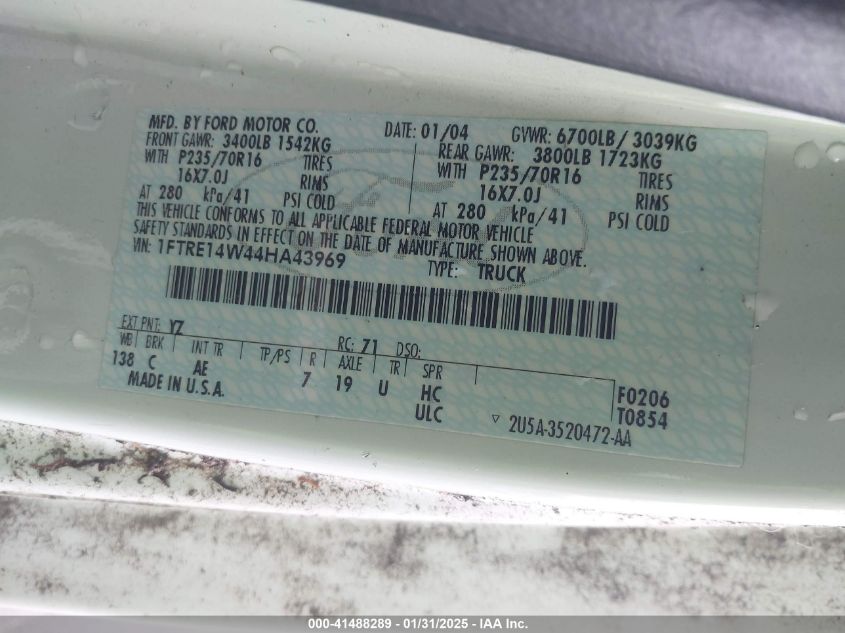 MFD. BY FORD MOTOR CO.
DATE: 01/04 GVWR: 6700LB/ 3039KG
FRONT GAWR: 3400LB 1542KG REAR GAWR: 3800LB 1723KG
WITH P235/70R16 TIRES WITH P235/70R16 TIRES
16X7.0J RIMS 16X7.0J RIMS
AT 280 kPa/41 PSI COLD AT 280 kPa/41 PSI COLD
THIS VEHICLE CONFORMS TO ALL APPLICABLE FEDERAL MOTOR VEHICLE
SAFETY STANDARDS IN EFFECT ON THE DATE OF MANUFACTURE SHOWN ABOVE.
VIN: 1FTRE14W44HA43969 TYPE: TRUCK
EXT PNT: YZ RC: 71 DSO:
WB BRK INT TR TP/PS R AXLE TR SPR
138 C AE 7 19 U HC F0206
MADE IN U.S.A. ULC T0854
▽ 2U5A-3520472-AA
000-41488289 - 01/31/2025 - IAA Inc.